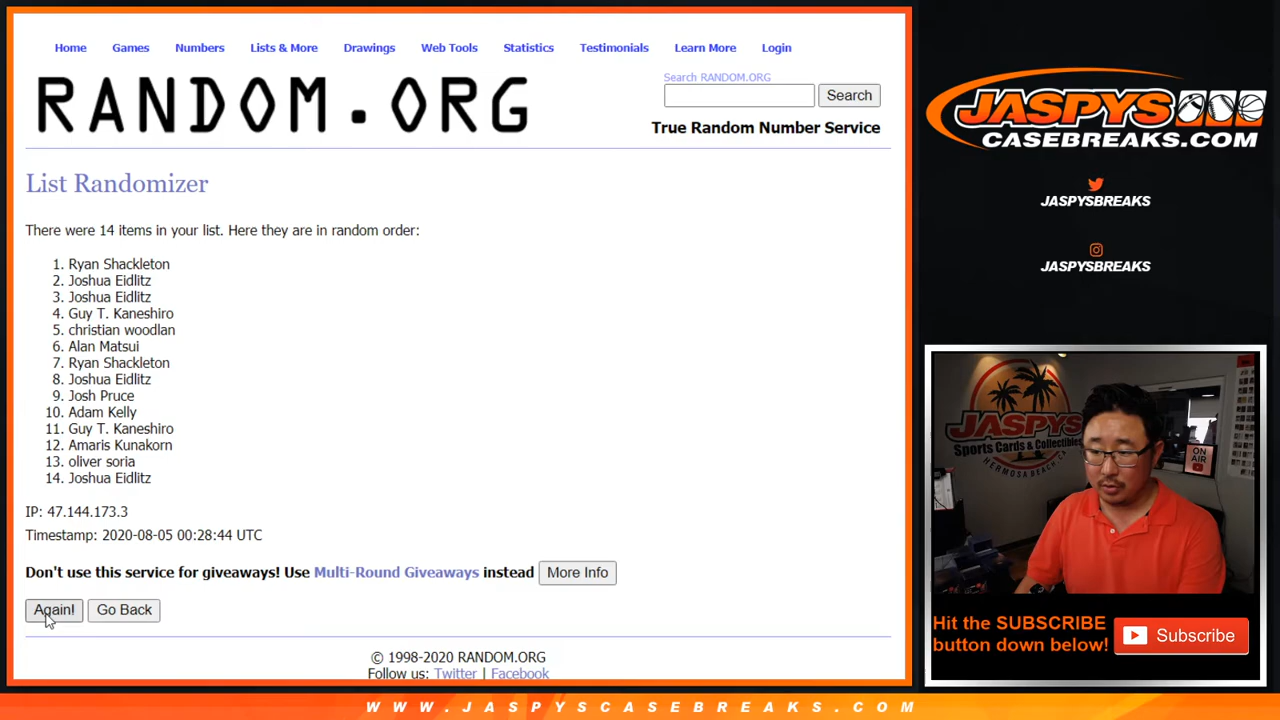 Home Games Numbers Lists & More Drawings Web Tools Statistics Testimonials Learn More Login
RANDOM.ORG
Search RANDOM.ORG
Search
True Random Number Service
List Randomizer
There were 14 items in your list. Here they are in random order:
1. Ryan Shackleton
2. Joshua Eidlitz
3. Joshua Eidlitz
4. Guy T. Kaneshiro
5. christian woodlan
6. Alan Matsui
7. Ryan Shackleton
8. Joshua Eidlitz
9. Josh Pruce
10. Adam Kelly
11. Guy T. Kaneshiro
12. Amaris Kunakorn
13. oliver soria
14. Joshua Eidlitz
IP: 47.144.173.3
Timestamp: 2020-08-05 00:28:44 UTC
Don't use this service for giveaways! Use Multi-Round Giveaways instead More Info
Again! Go Back
© 1998-2020 RANDOM.ORG
Follow us: Twitter | Facebook
JASPYS
CASEBREAKS.COM
JASPYSBREAKS
JASPYSBREAKS
JASPYS
Sports Cards & Collectibles
HERMOSA BEACH, CA
ON AIR
Hit the SUBSCRIBE
button down below!
Subscribe
WWW.JASPYSCASEBREAKS.COM